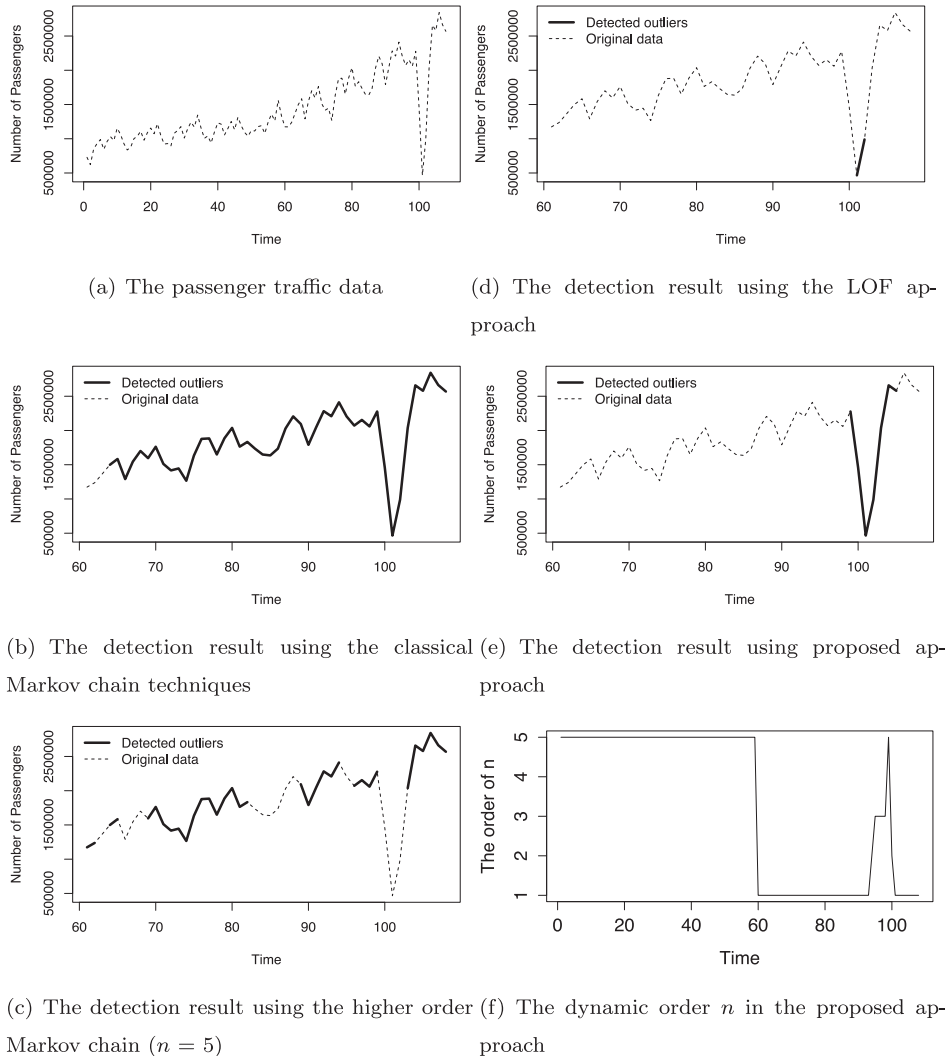 Number of Passengers
500000 1500000 2500000
0 20 40 60 80 100
Time
(a) The passenger traffic data
Number of Passengers
500000 1500000 2500000
Detected outliers
Original data
60 70 80 90 100
Time
(d) The detection result using the LOF ap-
proach
Number of Passengers
500000 1500000 2500000
Detected outliers
Original data
60 70 80 90 100
Time
(b) The detection result using the classical
Markov chain techniques
Number of Passengers
500000 1500000 2500000
Detected outliers
Original data
60 70 80 90 100
Time
(e) The detection result using proposed ap-
proach
Number of Passengers
500000 1500000 2500000
Detected outliers
Original data
60 70 80 90 100
Time
(c) The detection result using the higher order
Markov chain (n = 5)
The order of n
1 2 3 4 5
0 20 40 60 80 100
Time
(f) The dynamic order n in the proposed ap-
proach